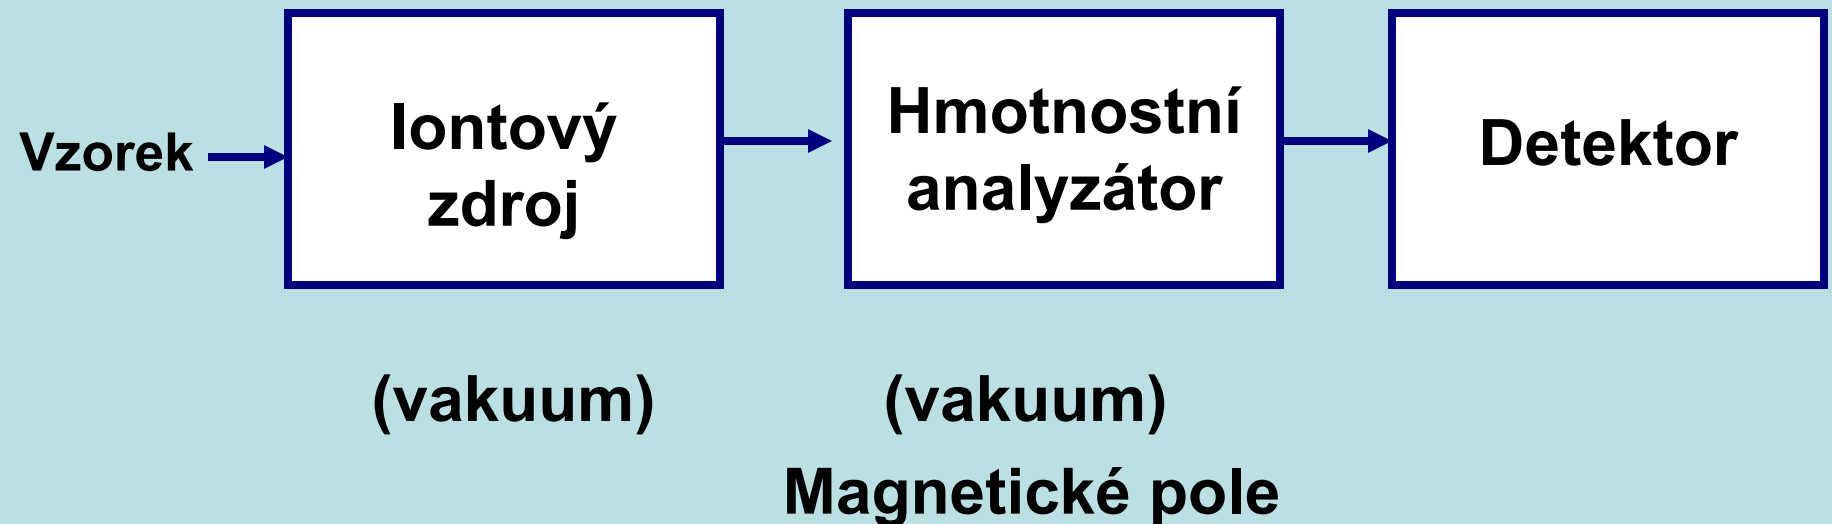 Vzorek
Iontový
zdroj
Hmotnostní
analyzátor
Detektor
(vakuum)
(vakuum)
Magnetické pole